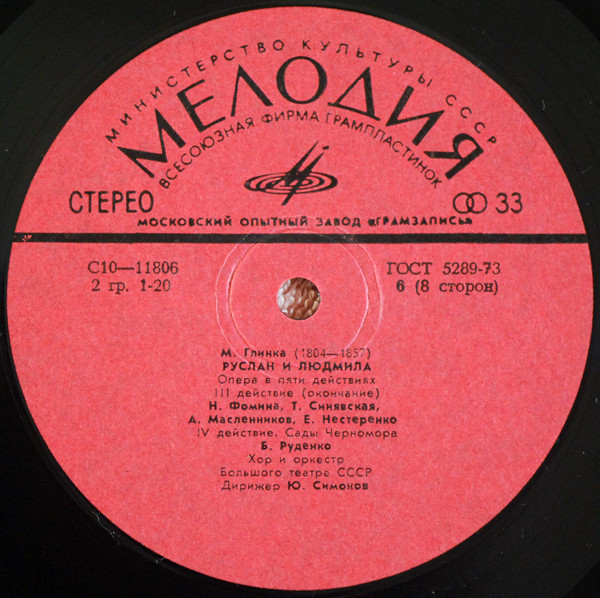 МИНИСТЕРСТВО КУЛЬТУРЫ СССР
МЕЛОДИЯ
ВСЕСОЮЗНАЯ ФИРМА ГРАМПЛАСТИНОК
СТЕРЕО
33
МОСКОВСКИЙ ОПЫТНЫЙ ЗАВОД «ГРАМЗАПИСЬ»
С10—11806
ГОСТ 5289-73
2 гр. 1-20
6 (8 сторон)
М. Глинка (1804—1857)
РУСЛАН И ЛЮДМИЛА
Опера в пяти действиях
III действие (окончание)
Н. Фомина, Т. Синявская,
А. Масленников, Е. Нестеренко
IV действие. Сады Черномора
Б. Руденко
Хор и оркестр
Большого театра СССР
Дирижер Ю. Симонов